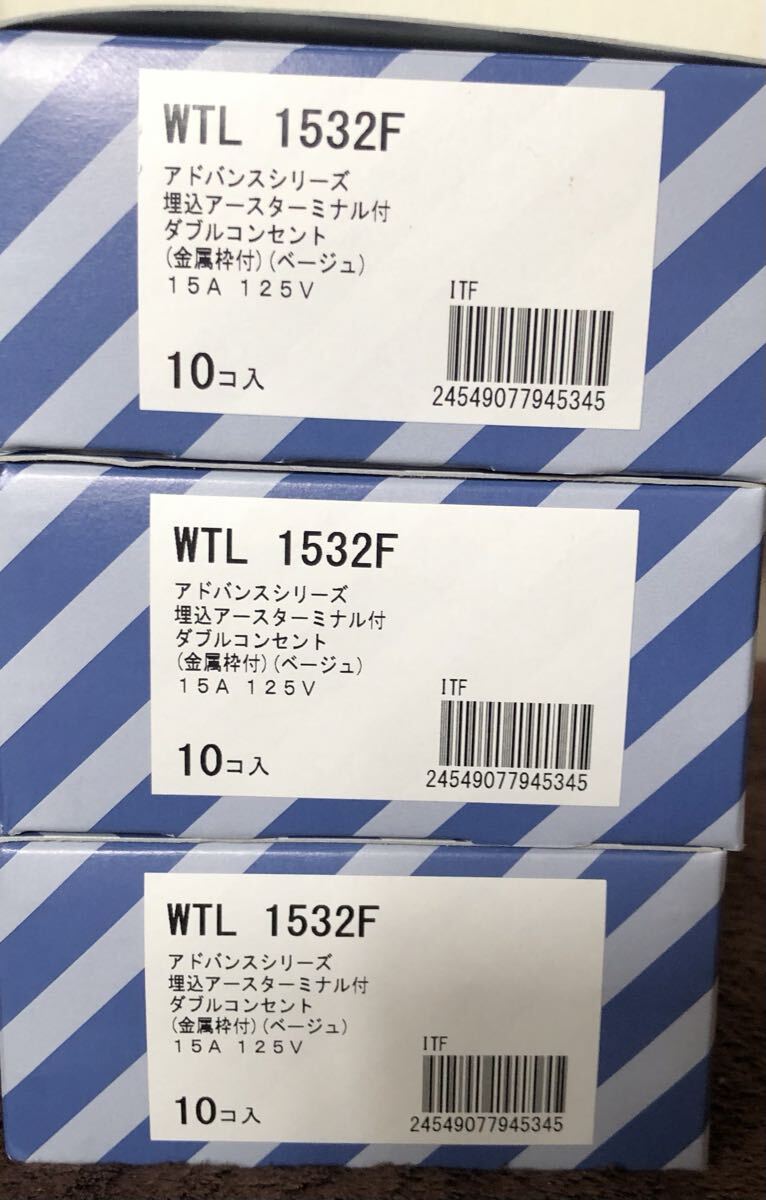 WTL 1532F
アドバンスシリーズ
埋込アースターミナル付
ダブルコンセント
(金属枠付)(ベージュ)
15A 125V
10コ入
ITF
24549077945345
WTL 1532F
アドバンスシリーズ
埋込アースターミナル付
ダブルコンセント
(金属枠付)(ベージュ)
15A 125V
10コ入
ITF
24549077945345
WTL 1532F
アドバンスシリーズ
埋込アースターミナル付
ダブルコンセント
(金属枠付)(ベージュ)
15A 125V
10コ入
ITF
24549077945345